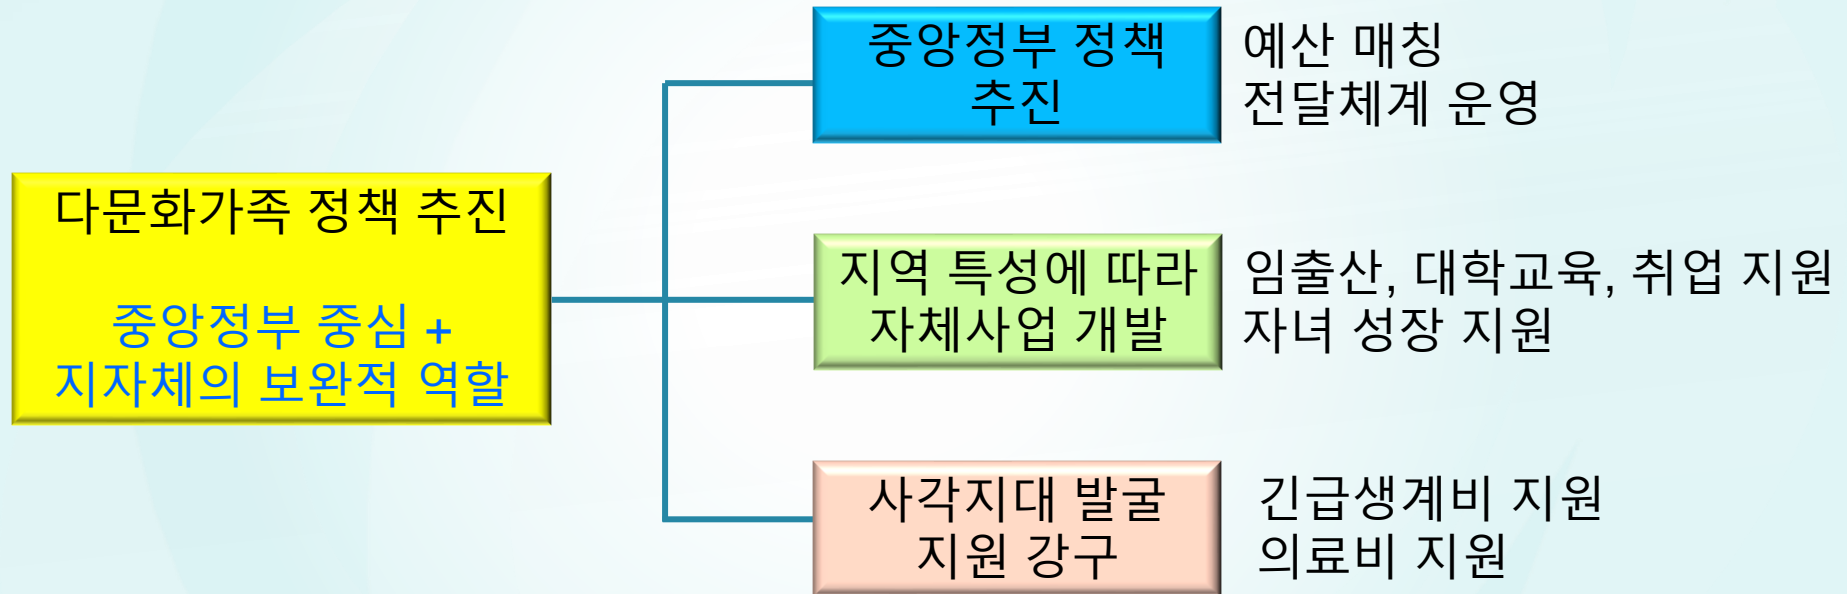 다문화가족 정책 추진
중앙정부 중심 +
지자체의 보완적 역할
중앙정부 정책
추진
예산 매칭
전달체계 운영
지역 특성에 따라
자체사업 개발
임출산, 대학교육, 취업 지원
자녀 성장 지원
사각지대 발굴
지원 강구
긴급생계비 지원
의료비 지원